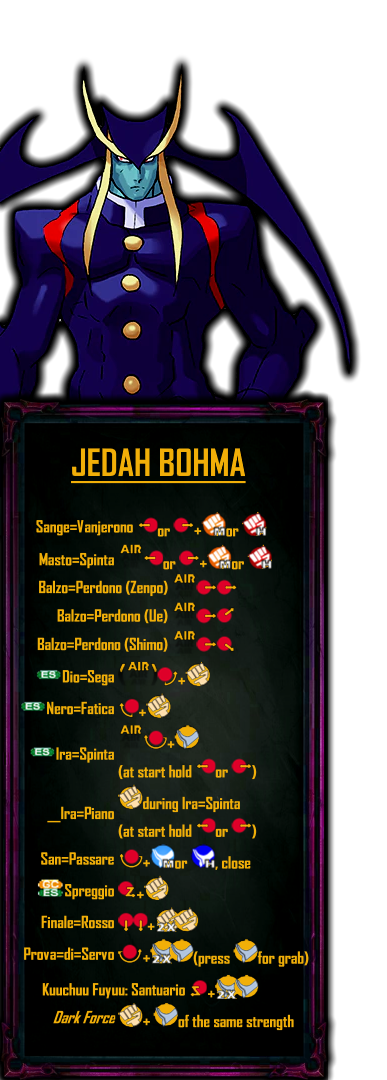 JEDAH BOHMA
Sange=Vanjerono or + M or H
Masto=Spinta AIR or + M or H
Balzo=Perdono (Zenpo) AIR
Balzo=Perdono (Ue) AIR
Balzo=Perdono (Shimo) AIR
ES Dio=Sega (AIR) +
ES Nero=Fatica +
ES Ira=Spinta AIR +
(at start hold or )
__Ira=Piano during Ira=Spinta
(at start hold or )
San=Passare + M or H, close
GC ES Spreggio Z +
Finale=Rosso + 2X
Prova=di=Servo + 2X (press for grab)
Kuuchuu Fuyuu: Santuario + 2X
Dark Force + of the same strength